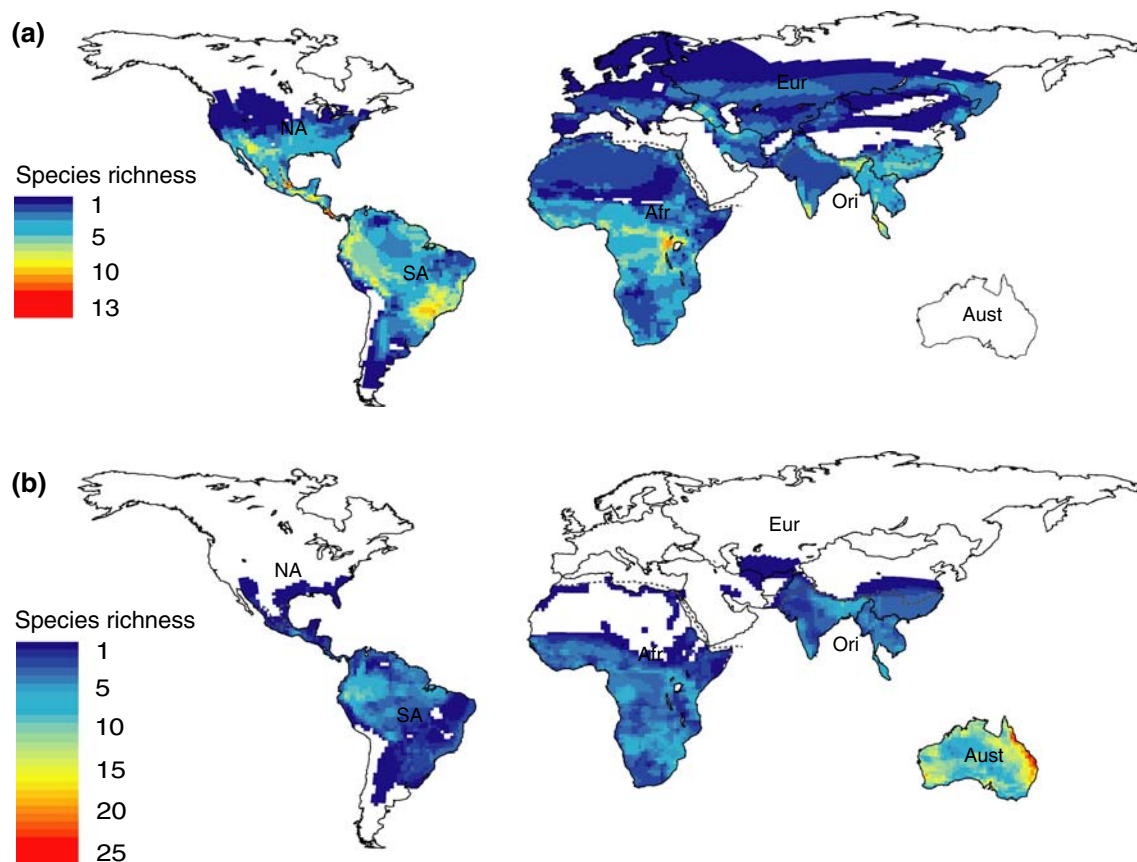 (a)
Eur
NA
Species richness
1
5
10
13
Afr
Ori
SA
Aust
(b)
Eur
NA
Species richness
1
5
10
15
20
25
Afr
Ori
SA
Aust